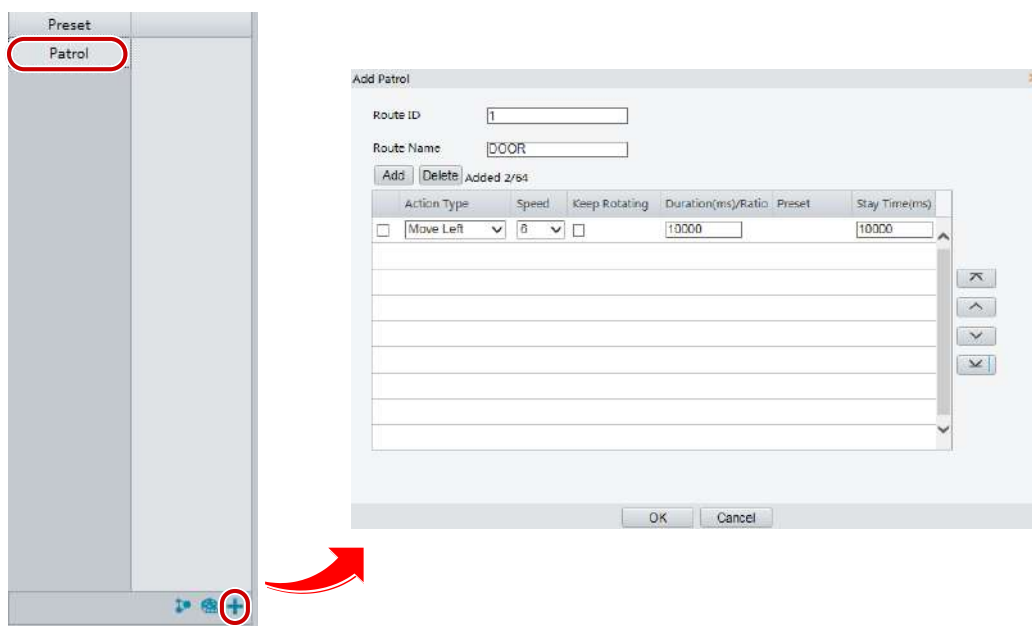 Preset
Patrol
Add Patrol
Route ID 1
Route Name DOOR
Add Delete Added 2/64
Action Type Speed Keep Rotating Duration(ms)/Ratio Preset Stay Time(ms)
Move Left 6 10000 10000
OK Cancel